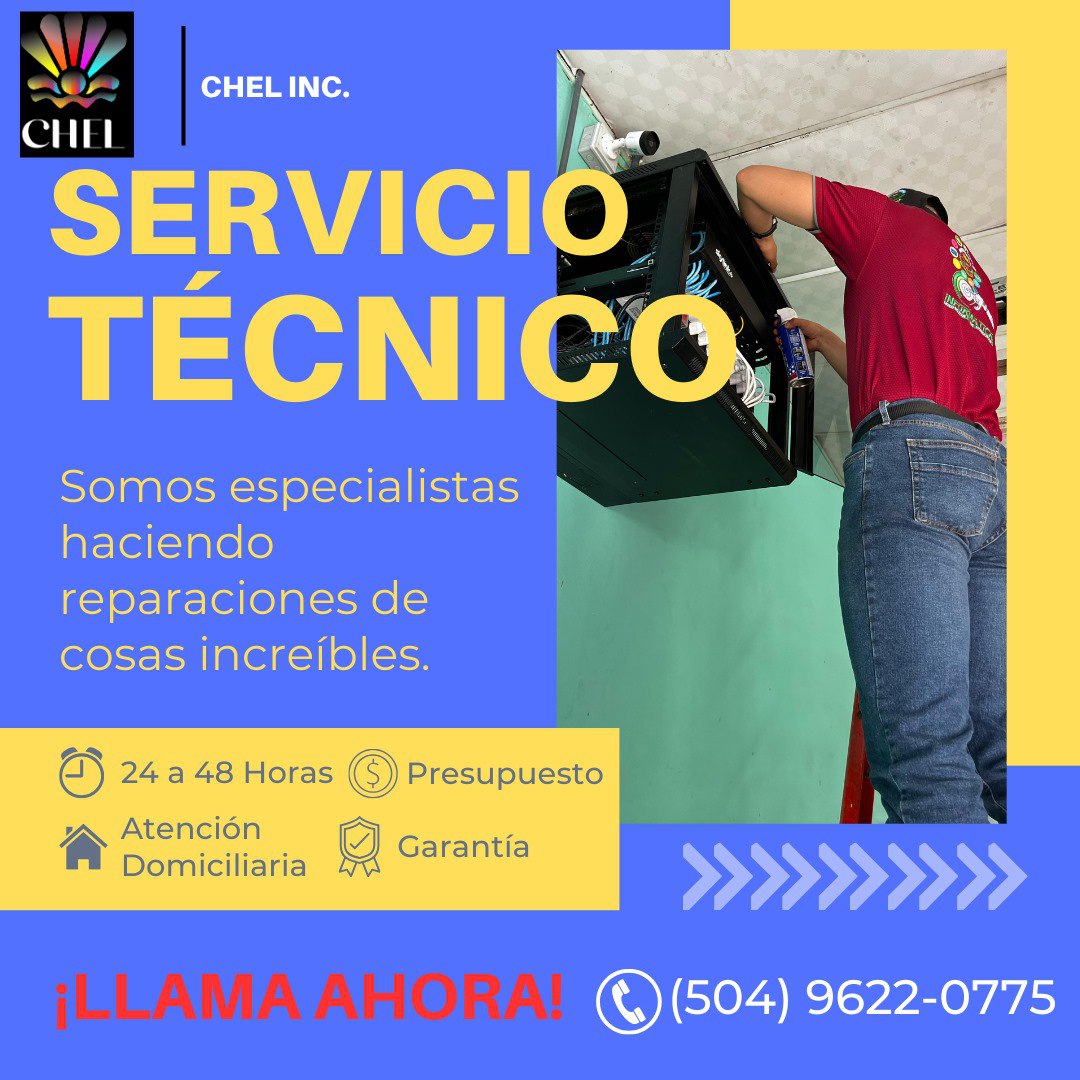 CHEL
CHEL INC.
SERVICIO
TÉCNICO
Somos especialistas
haciendo
reparaciones de
cosas increíbles.
24 a 48 Horas
Presupuesto
Atención
Domiciliaria
Garantía
¡LLAMA AHORA!
(504) 9622-0775